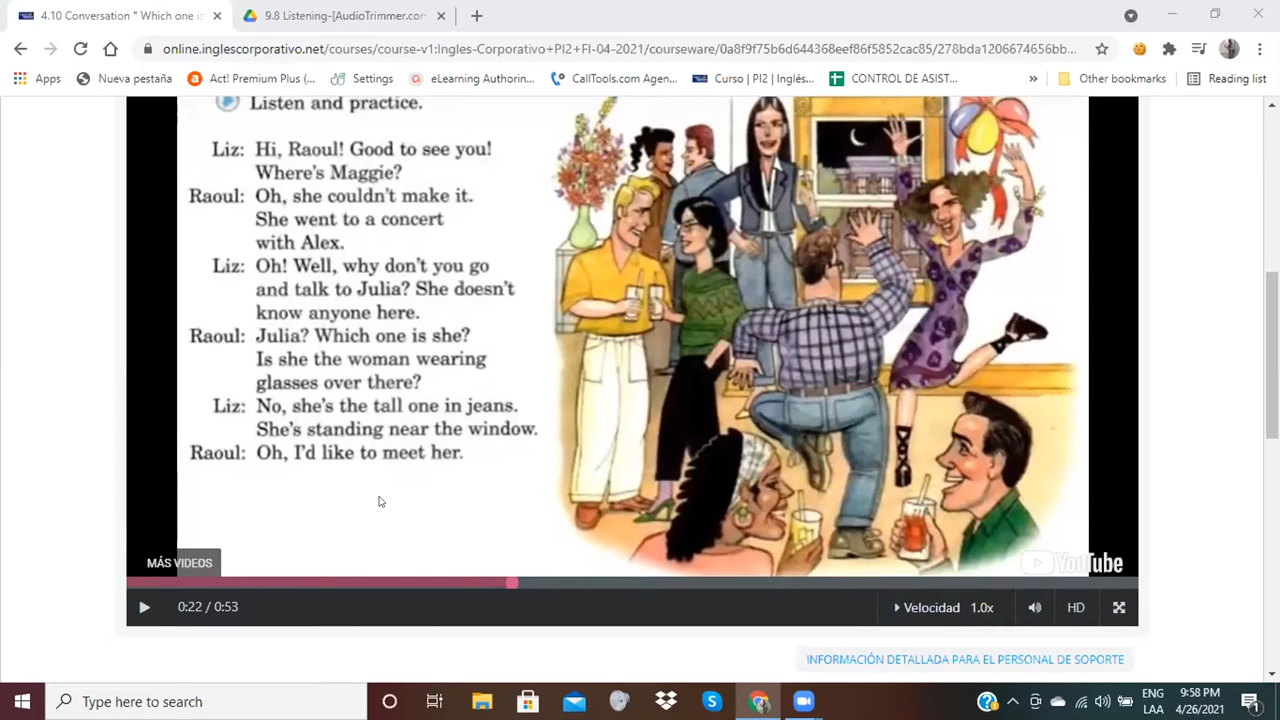 4.10 Conversation " Which one i
9.8 Listening-[AudioTrimmer.con
online.inglescorporativo.net/courses/course-v1:Ingles-Corporativo+PI2+FI-04-2021/courseware/0a8f9f75b6d644368eef86f5852cac85/278bda1206674656bb...
Apps
Nueva pestaña
Act! Premium Plus (...
Settings
eLearning Authorin...
CallTools.com Agen...
Curso | PI2 | Inglés...
CONTROL DE ASIST...
»
Other bookmarks
Reading list
Listen and practice.
Liz: Hi, Raoul! Good to see you!
Where's Maggie?
Raoul: Oh, she couldn't make it.
She went to a concert
with Alex.
Liz: Oh! Well, why don't you go
and talk to Julia? She doesn't
know anyone here.
Raoul: Julia? Which one is she?
Is she the woman wearing
glasses over there?
Liz: No, she's the tall one in jeans.
She's standing near the window.
Raoul: Oh, I'd like to meet her.
MÁS VIDEOS
YouTube
0:22 / 0:53
Velocidad 1.0x
HD
INFORMACIÓN DETALLADA PARA EL PERSONAL DE SOPORTE
Type here to search
ENG
LAA
9:58 PM
4/26/2021